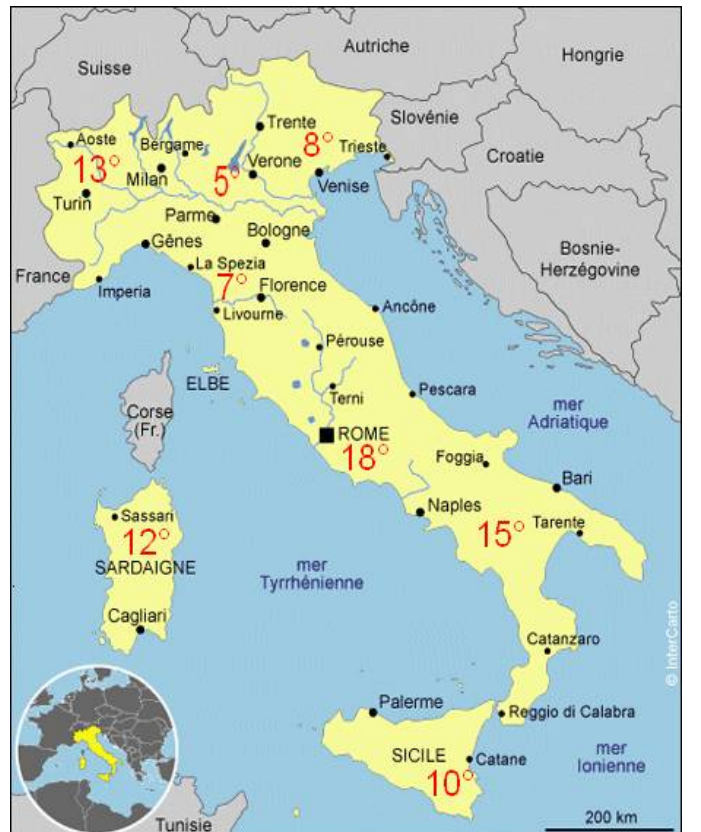 Autriche
Hongrie
Suisse
Slovénie
Trente
Aoste
Bergame
8°
Trieste
Croatie
13°
Milan
5°
Verone
Venise
Turin
Parme
Bologne
Gênes
La Spezia
Bosnie-
Herzégovine
France
7°
Florence
Imperia
Livourne
Ancône
Pérouse
ELBE
Pescara
Terni
Corse
(Fr.)
mer
Adriatique
ROME
18°
Foggia
Bari
Naples
Sassari
15°
Tarente
12°
SARDAIGNE
mer
Tyrrhénienne
Cagliari
Catanzaro
© InterCarto
Palerme
Reggio di Calabra
SICILE
Catane
mer
Ionienne
10°
Tunisie
200 km